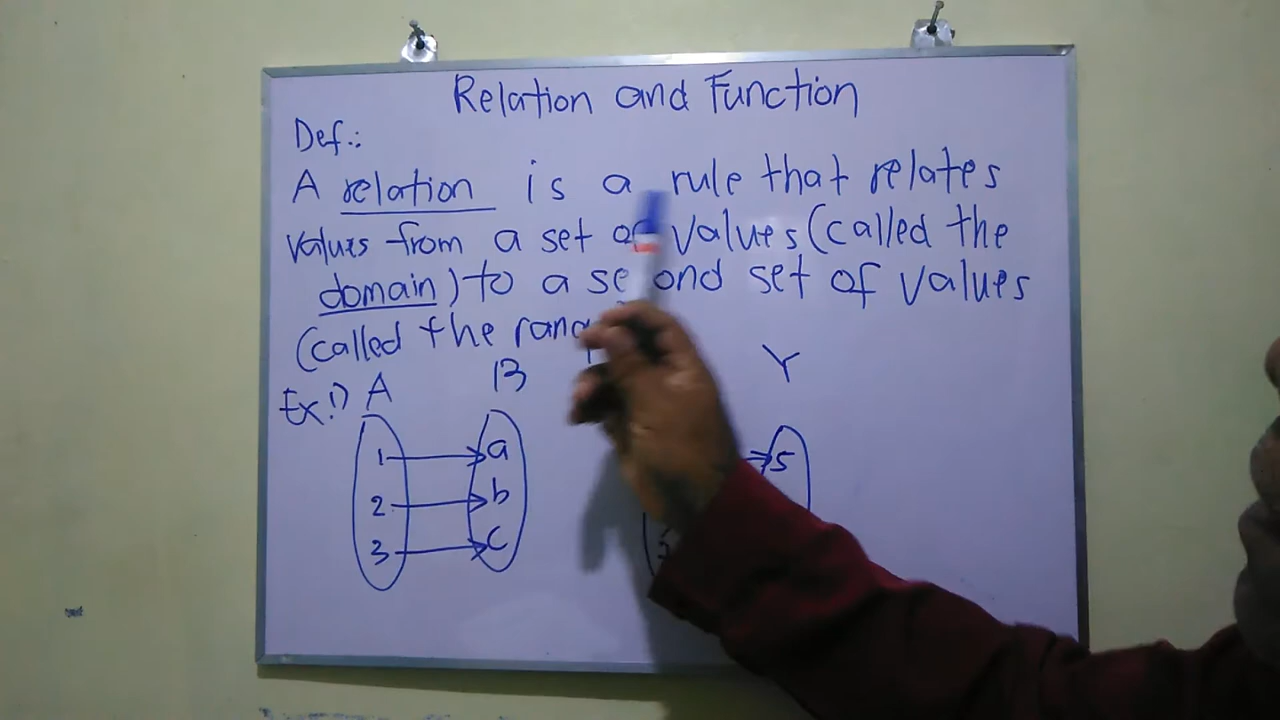 Relation and Function
Def.:
A relation is a rule that relates
values from a set of values (called the
domain) to a second set of values
(called the
Ex. 1) A B Y
1 a 5
2 b
3 c